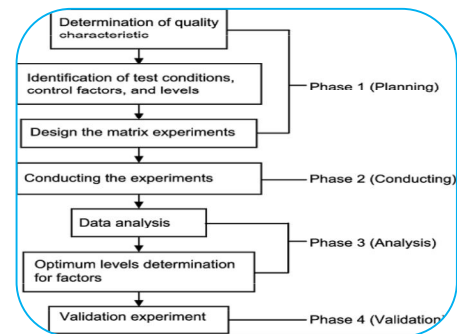 Determination of quality
characteristic
Identification of test conditions,
control factors, and levels
Phase 1 (Planning)
Design the matrix experiments
Conducting the experiments
Phase 2 (Conducting)
Data analysis
Phase 3 (Analysis)
Optimum levels determination
for factors
Validation experiment
Phase 4 (Validation)